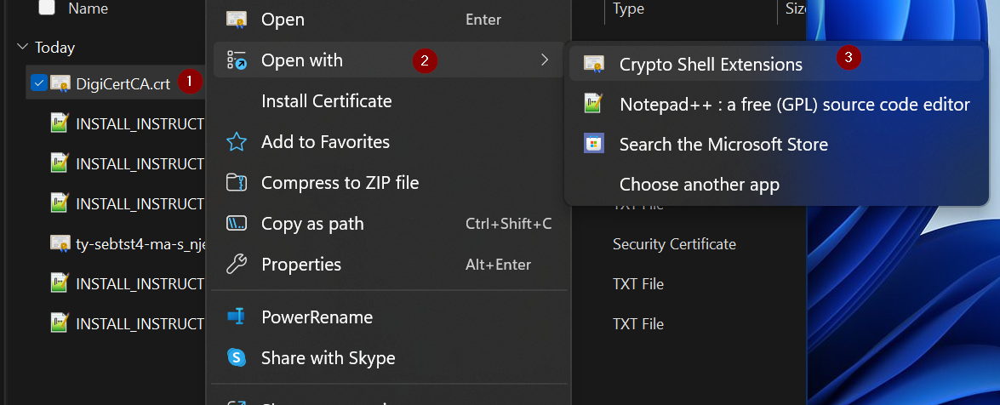 Name
Type
Siz
Today
DigiCertCA.crt
1
INSTALL_INSTRUCT
INSTALL_INSTRUCT
INSTALL_INSTRUCT
ty-sebtst4-ma-s_nje
Security Certificate
INSTALL_INSTRUCT
TXT File
INSTALL_INSTRUCT
TXT File
Open
Enter
Open with
2
Install Certificate
Add to Favorites
Compress to ZIP file
Copy as path
Ctrl+Shift+C
Properties
Alt+Enter
PowerRename
Share with Skype
Crypto Shell Extensions
3
Notepad++ : a free (GPL) source code editor
Search the Microsoft Store
Choose another app
TXT File